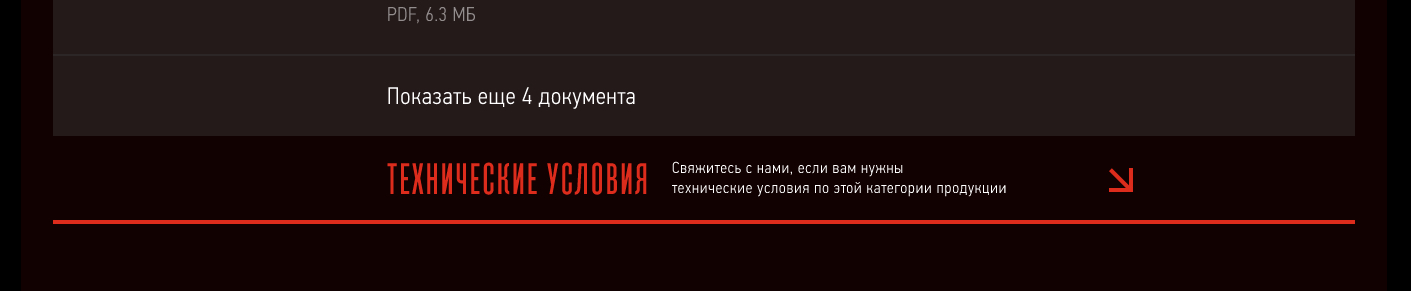 PDF, 6.3 МБ
Показать еще 4 документа
ТЕХНИЧЕСКИЕ УСЛОВИЯ
Свяжитесь с нами, если вам нужны
технические условия по этой категории продукции